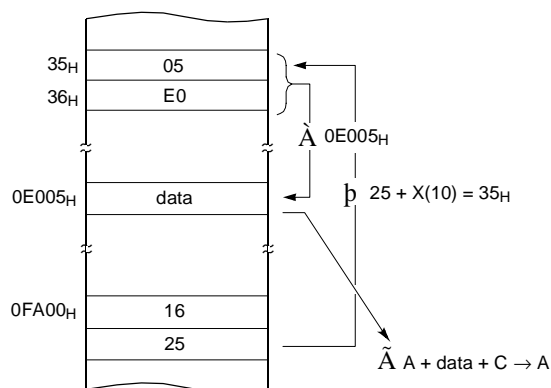 35H
05
36H
E0
À 0E005H
0E005H
data
þ 25 + X(10) = 35H
0FA00H
16
25
Ã A + data + C → A